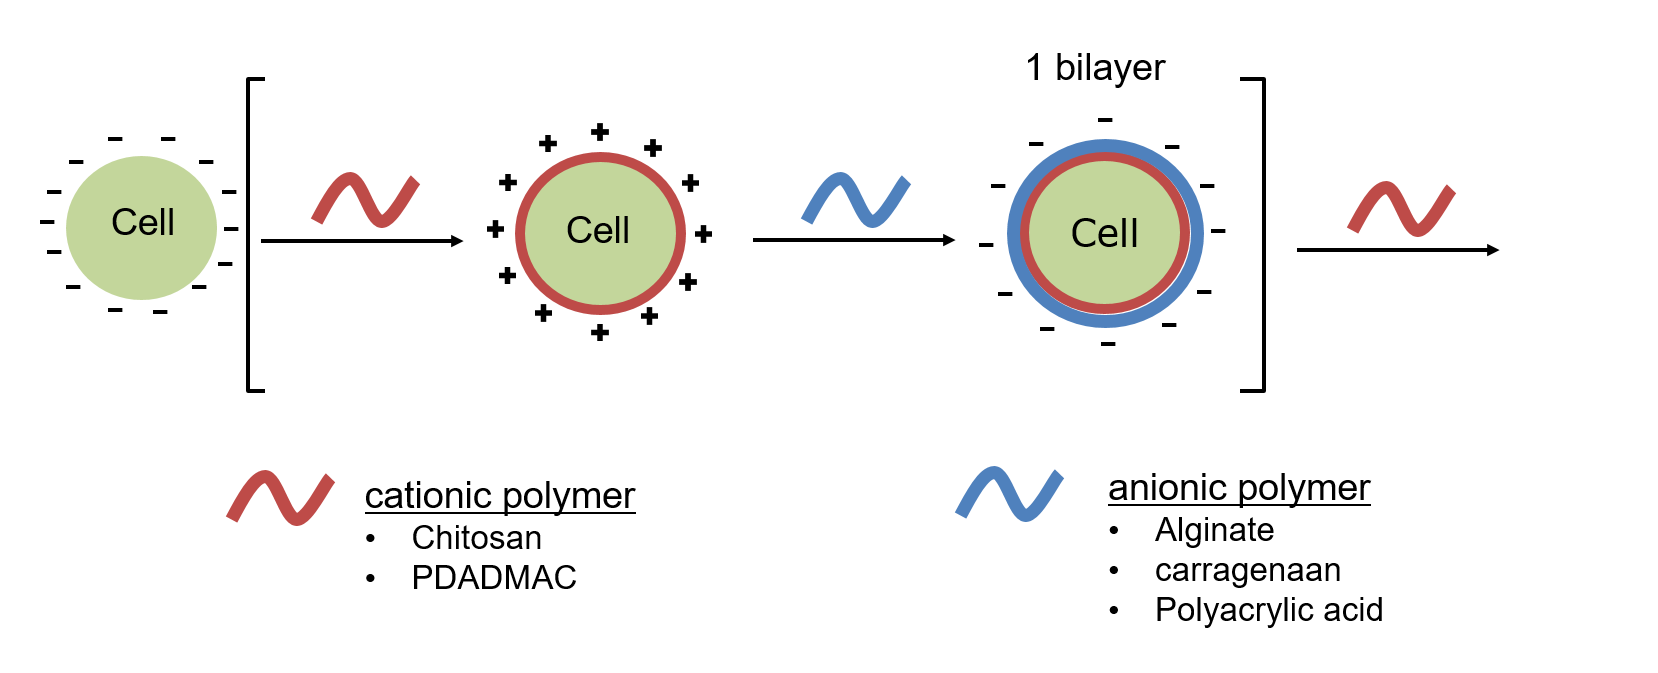 1 bilayer
Cell
Cell
Cell
cationic polymer
• Chitosan
• PDADMAC
anionic polymer
• Alginate
• carragenaan
• Polyacrylic acid